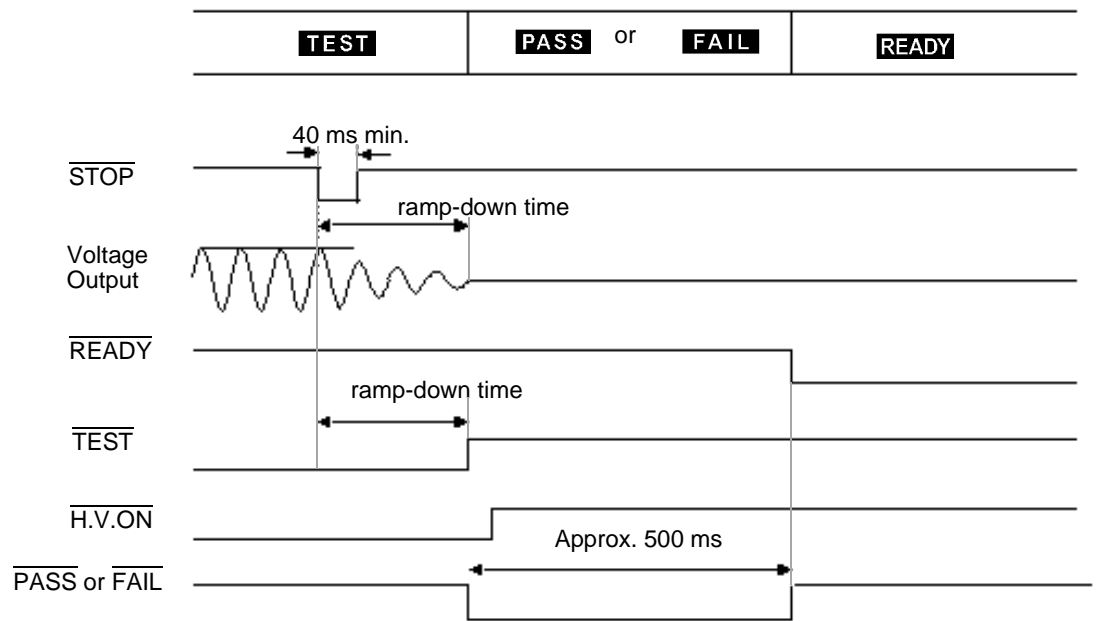 TEST PASS or FAIL READY
40 ms min.
STOP
ramp-down time
Voltage
Output
READY
ramp-down time
TEST
H.V.ON
Approx. 500 ms
PASS or FAIL